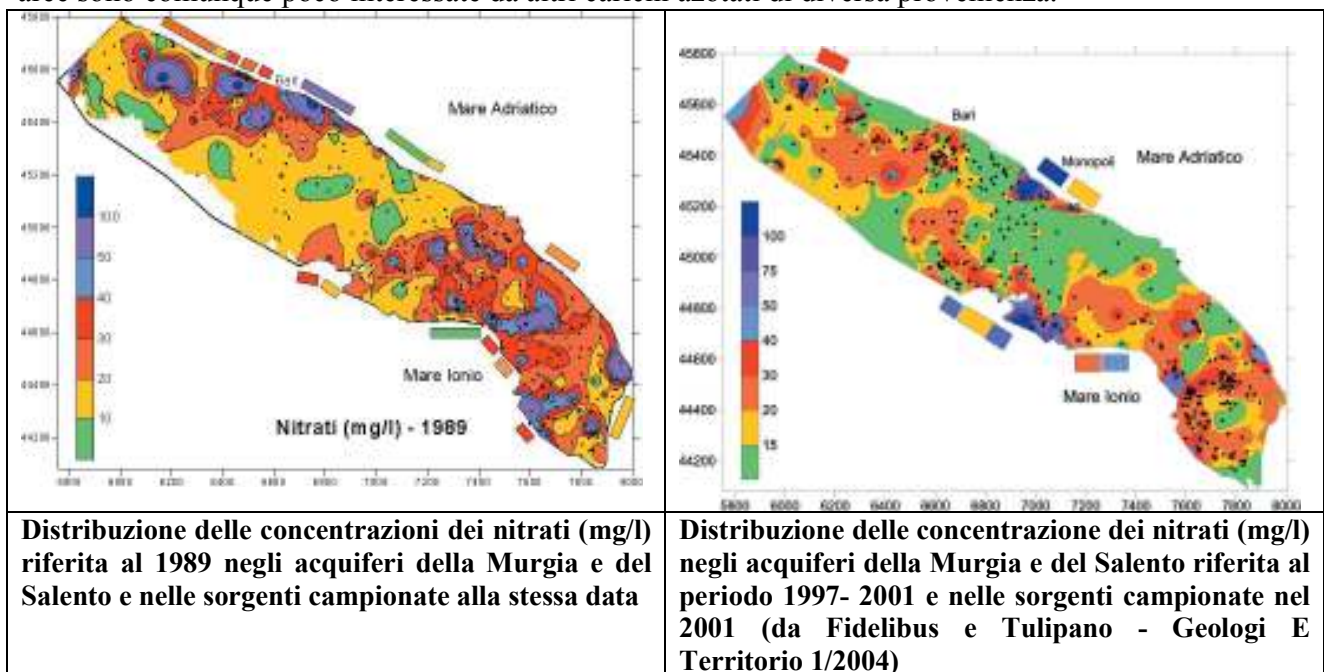 aree sono comunque poco interessate da altri carichi azotati di diversa provenienza.
Bari
Mare Adriatico
Mare Ionio
Nitrati (mg/l) - 1989
50
40
30
20
10
Bari
Monopoli
Mare Adriatico
Mare Ionio
100
75
50
40
30
20
15
45800
45600
45400
45200
45000
44800
44600
44400
44200
5800 6000 6200 6400 6600 6800 7000 7200 7400 7600 7800 8000
Distribuzione delle concentrazioni dei nitrati (mg/l)
riferita al 1989 negli acquiferi della Murgia e del
Salento e nelle sorgenti campionate alla stessa data
Distribuzione delle concentrazione dei nitrati (mg/l)
negli acquiferi della Murgia e del Salento riferita al
periodo 1997- 2001 e nelle sorgenti campionate nel
2001 (da Fidelibus e Tulipano - Geologi E
Territorio 1/2004)